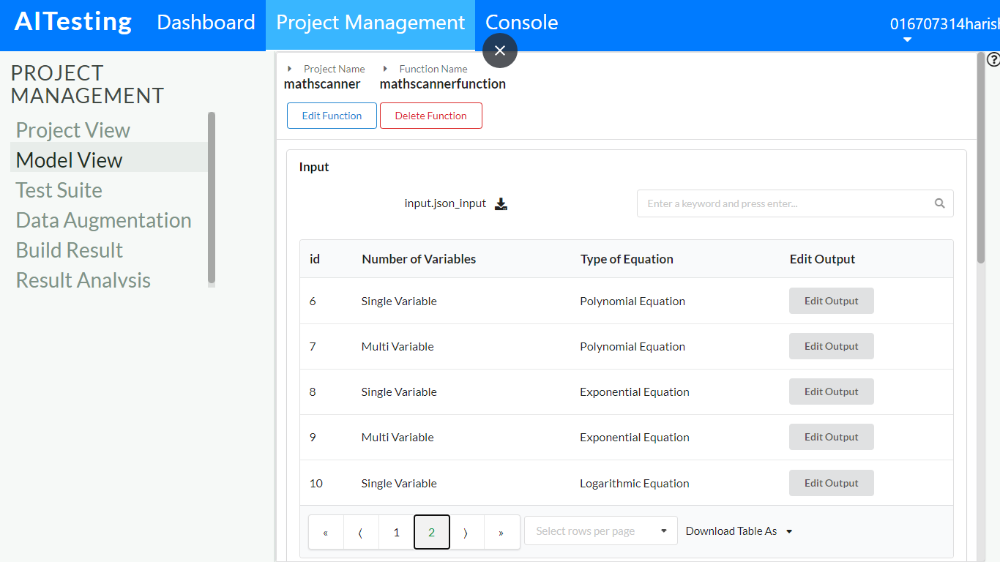 AITesting Dashboard Project Management Console 016707314harish
PROJECT
MANAGEMENT
Project View
Model View
Test Suite
Data Augmentation
Build Result
Result Analysis
Project Name Function Name
mathscanner mathscannerfunction
Edit Function Delete Function
Input
input.json_input Enter a keyword and press enter...
id Number of Variables Type of Equation Edit Output
6 Single Variable Polynomial Equation Edit Output
7 Multi Variable Polynomial Equation Edit Output
8 Single Variable Exponential Equation Edit Output
9 Multi Variable Exponential Equation Edit Output
10 Single Variable Logarithmic Equation Edit Output
« ⟨ 1 2 ⟩ » Select rows per page Download Table As